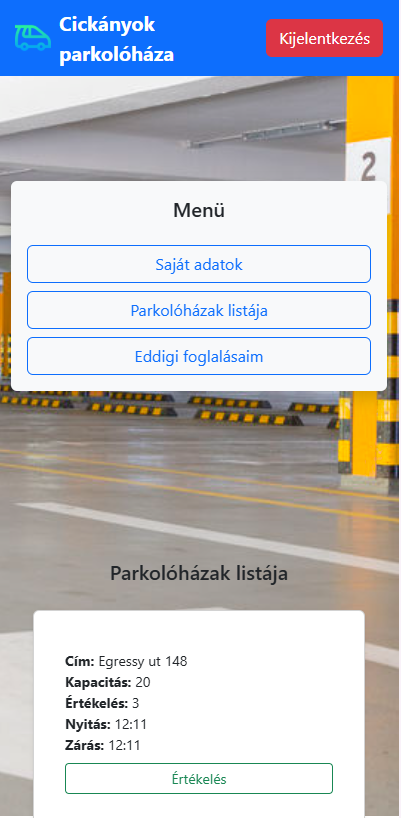 Cickányok
parkolóháza
Kijelentkezés
2
Menü
Saját adatok
Parkolóházak listája
Eddigi foglalásaim
Parkolóházak listája
Cím: Egressy ut 148
Kapacitás: 20
Értékelés: 3
Nyitás: 12:11
Zárás: 12:11
Értékelés